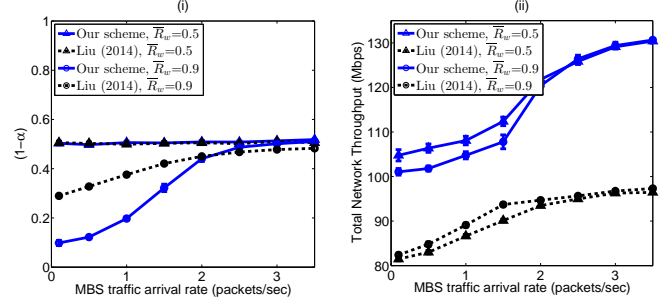 (i)
1
0.8
0.6
0.4
0.2
0
0 1 2 3
(1−α)
MBS traffic arrival rate (packets/sec)
Our scheme, R̅w=0.5
Liu (2014), R̅w=0.5
Our scheme, R̅w=0.9
Liu (2014), R̅w=0.9
(ii)
130
120
110
100
90
80
0 1 2 3
Total Network Throughput (Mbps)
MBS traffic arrival rate (packets/sec)
Our scheme, R̅w=0.5
Liu (2014), R̅w=0.5
Our scheme, R̅w=0.9
Liu (2014), R̅w=0.9